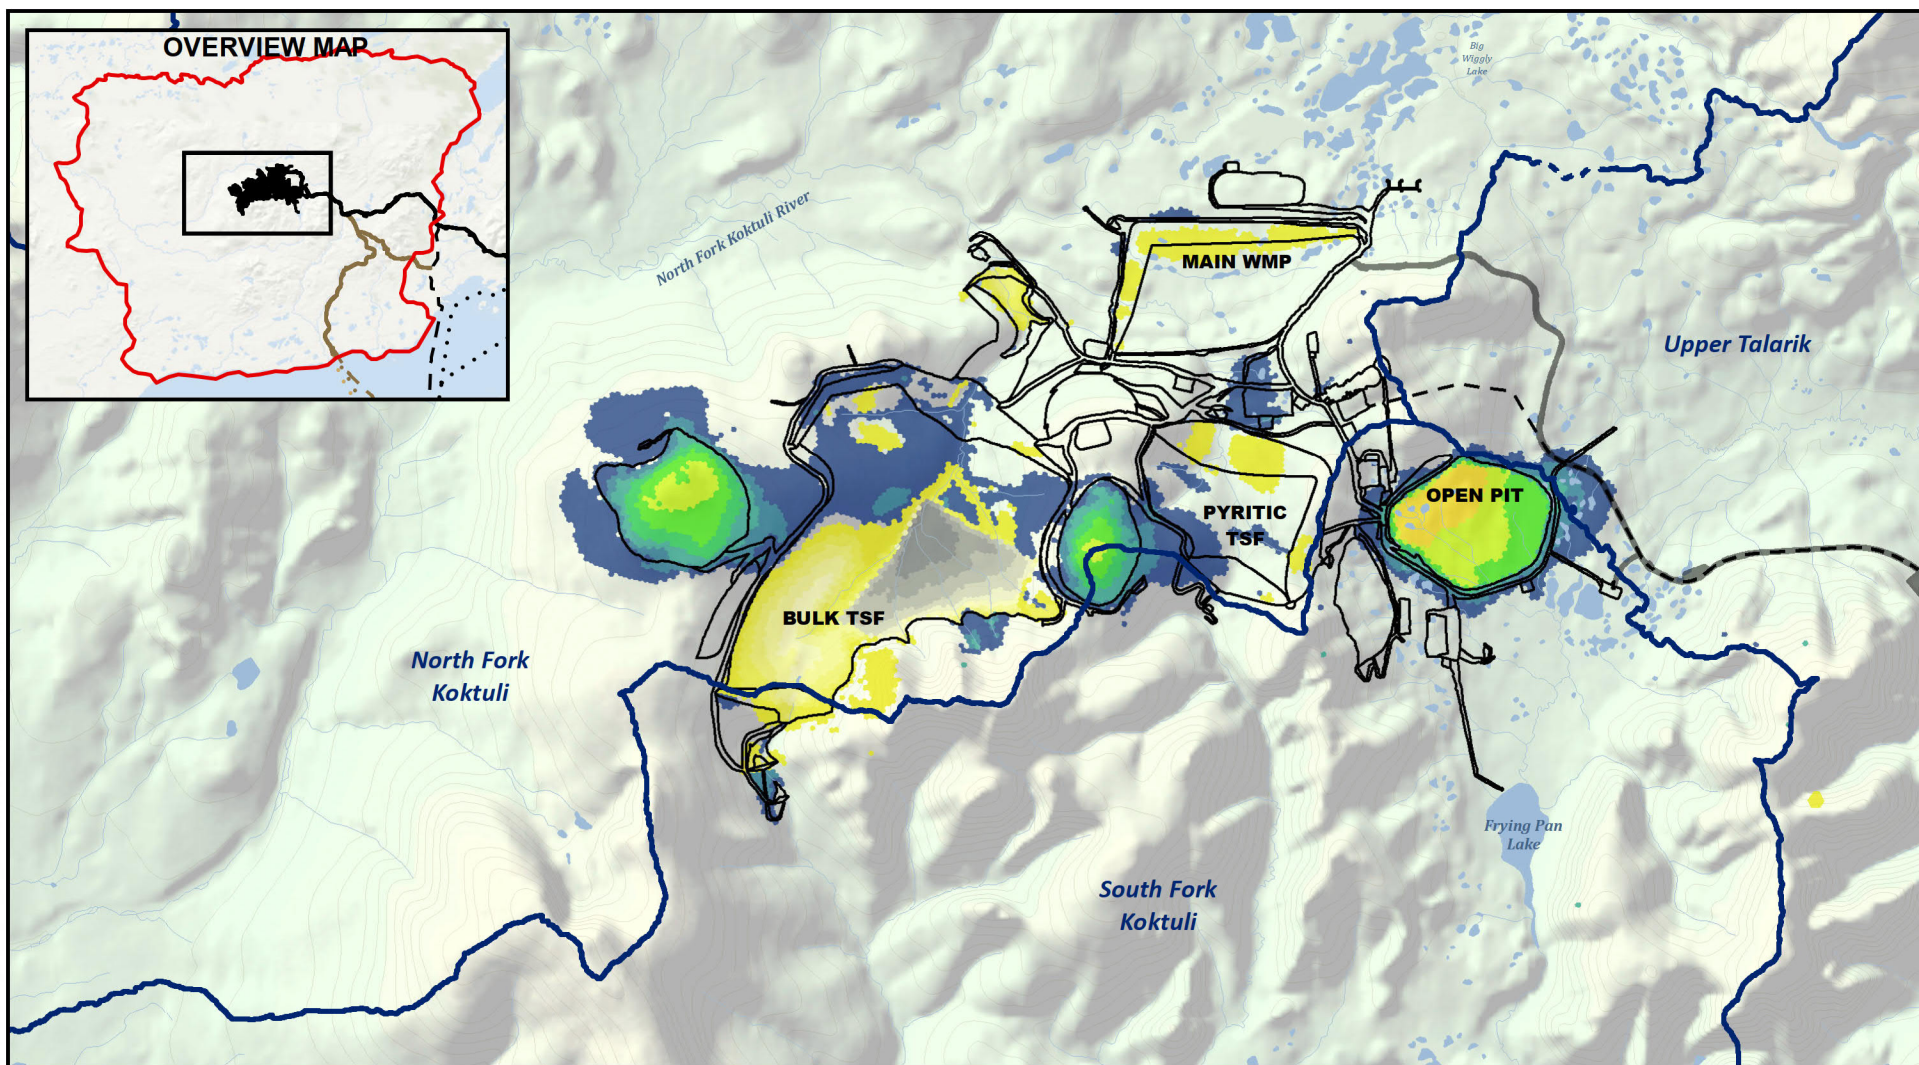 OVERVIEW MAP
Big
Wiggly
Lake
North Fork Koktuli River
MAIN WMP
Upper Talarik
OPEN PIT
PYRITIC
TSF
BULK TSF
North Fork
Koktuli
Frying Pan
Lake
South Fork
Koktuli